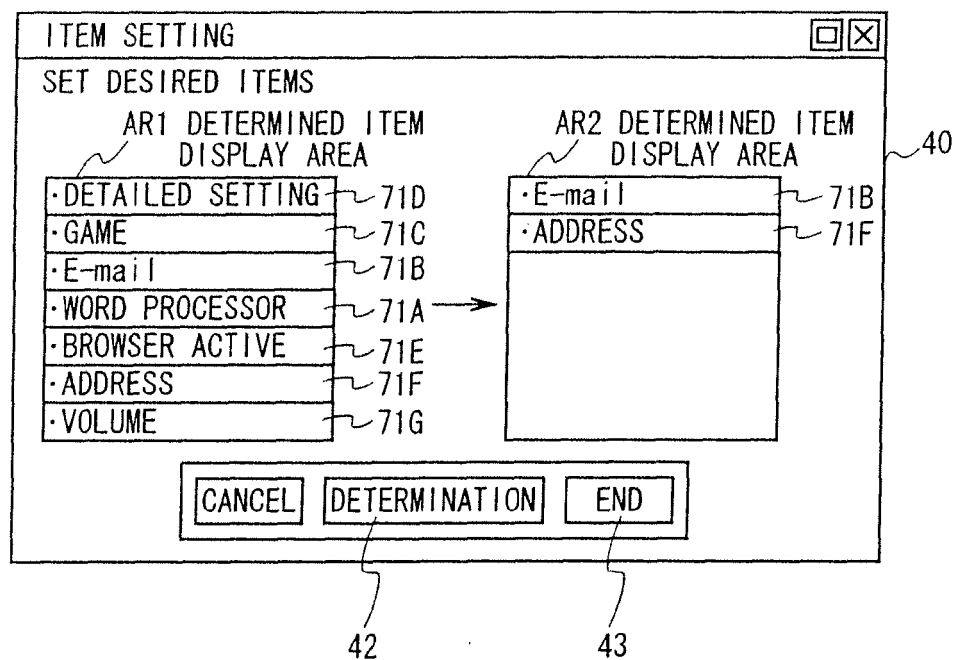 ITEM SETTING
SET DESIRED ITEMS
AR1 DETERMINED ITEM
DISPLAY AREA
·DETAILED SETTING 71D
·GAME 71C
·E-mail 71B
·WORD PROCESSOR 71A
·BROWSER ACTIVE 71E
·ADDRESS 71F
·VOLUME 71G
AR2 DETERMINED ITEM
DISPLAY AREA
40
·E-mail 71B
·ADDRESS 71F
CANCEL DETERMINATION END
42 43